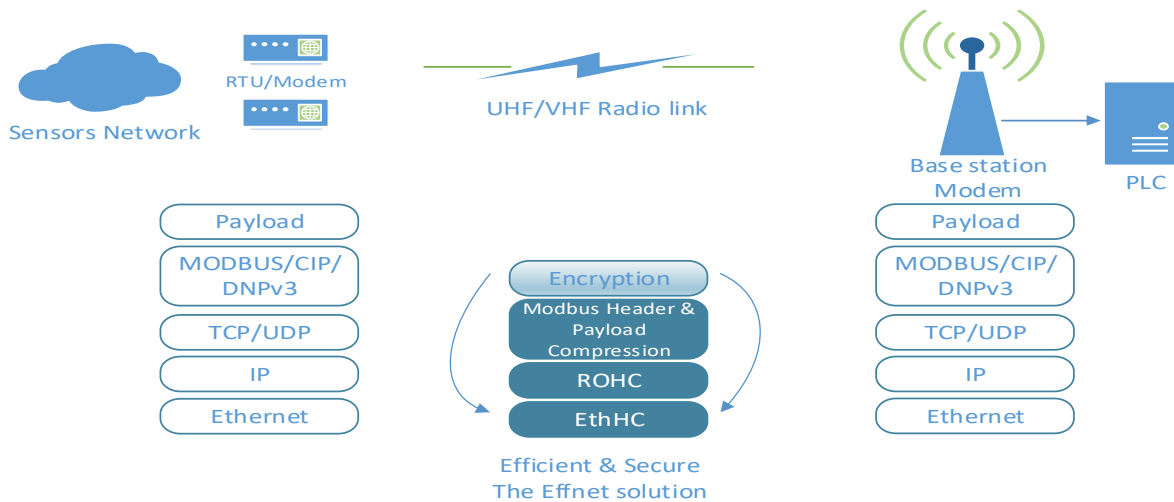 Sensors Network
RTU/Modem
UHF/VHF Radio link
Base station
Modem
PLC
Payload
MODBUS/CIP/
DNPv3
TCP/UDP
IP
Ethernet
Encryption
Modbus Header &
Payload
Compression
ROHC
EthHC
Efficient & Secure
The Effnet solution
Payload
MODBUS/CIP/
DNPv3
TCP/UDP
IP
Ethernet